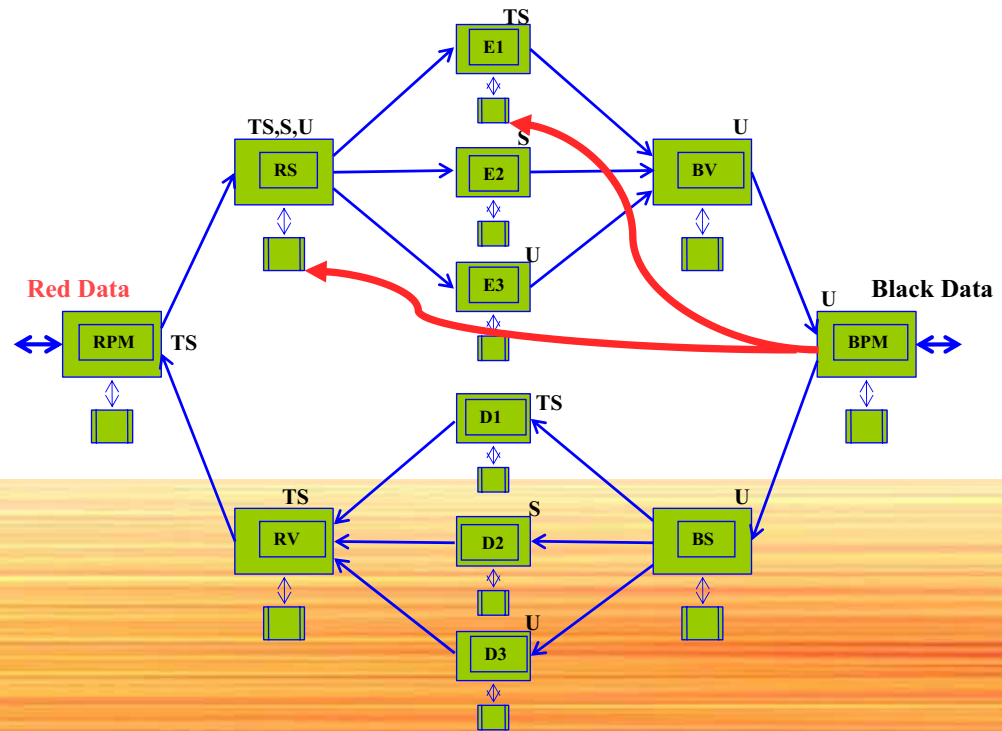 TS
E1
TS,S,U
S
U
RS
E2
BV
U
E3
Red Data
U
Black Data
RPM
TS
BPM
D1
TS
TS
S
U
RV
D2
BS
U
D3